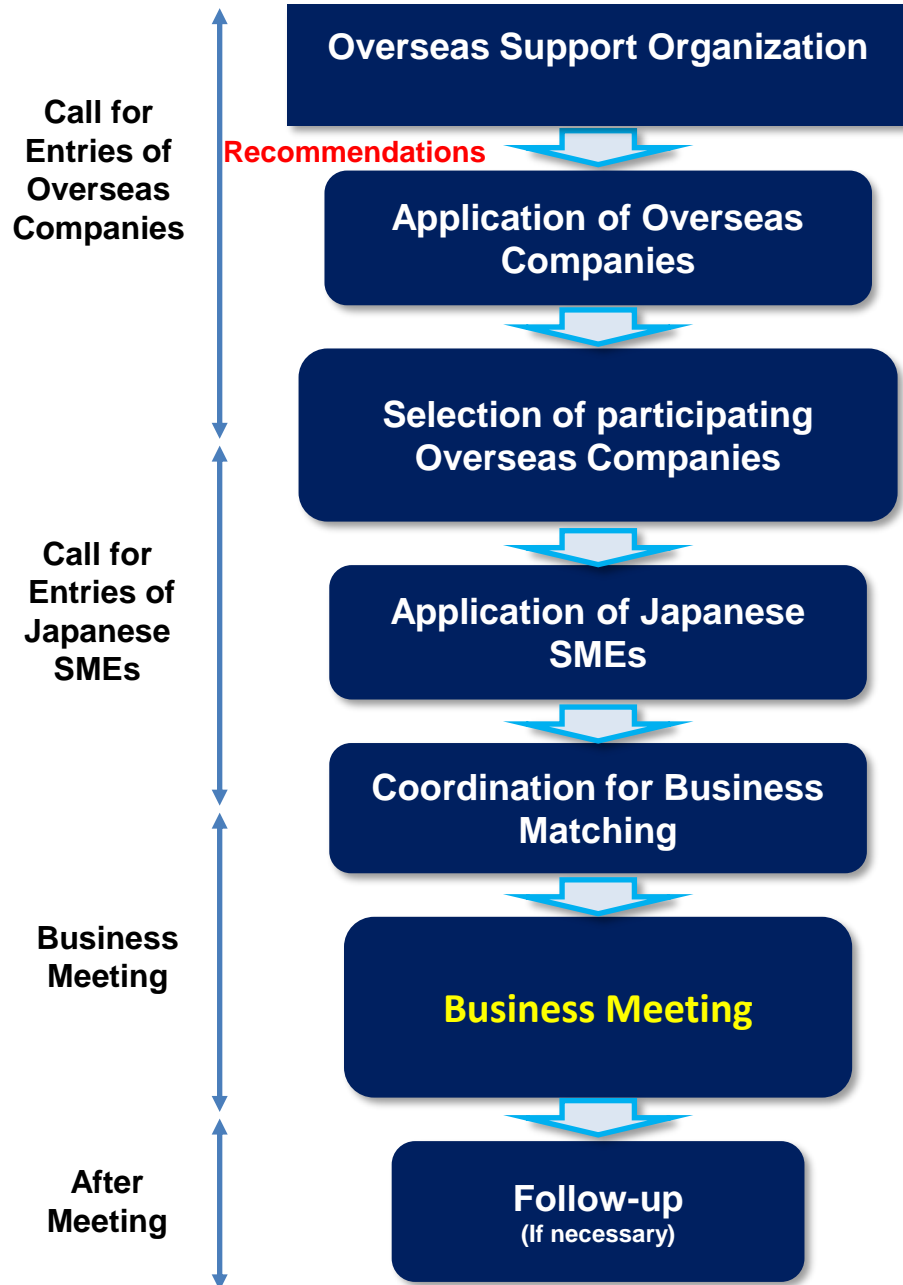 Overseas Support Organization
Call for
Entries of
Overseas
Companies
Recommendations
Application of Overseas
Companies
Selection of participating
Overseas Companies
Call for
Entries of
Japanese
SMEs
Application of Japanese
SMEs
Coordination for Business
Matching
Business
Meeting
Business Meeting
After
Meeting
Follow-up
(If necessary)